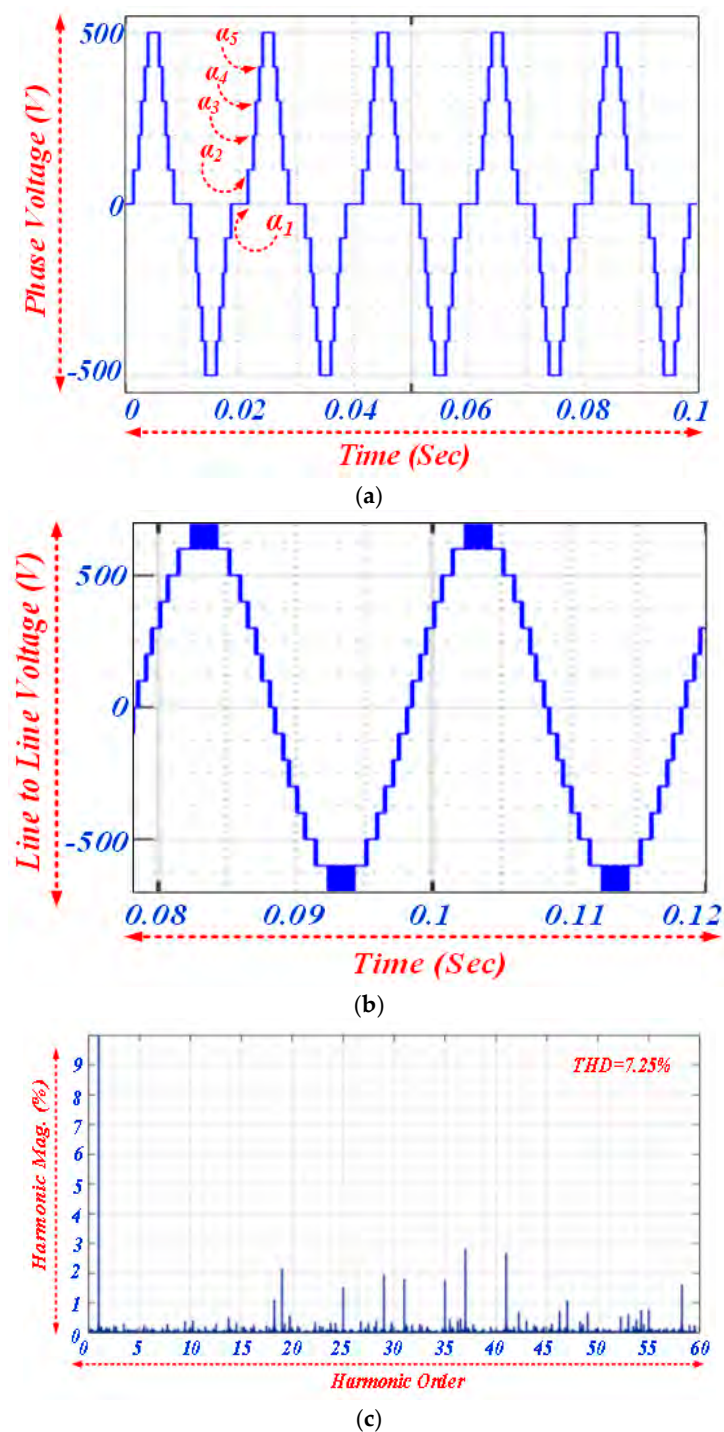 Phase Voltage (V)
500
0
-500
α5
α4
α3
α2
α1
0 0.02 0.04 0.06 0.08 0.1
Time (Sec)
(a)
Line to Line Voltage (V)
500
0
-500
0.08 0.09 0.1 0.11 0.12
Time (Sec)
(b)
Harmonic Mag. (%)
9
8
7
6
5
4
3
2
1
0
THD=7.25%
0 5 10 15 20 25 30 35 40 45 50 55 60
Harmonic Order
(c)